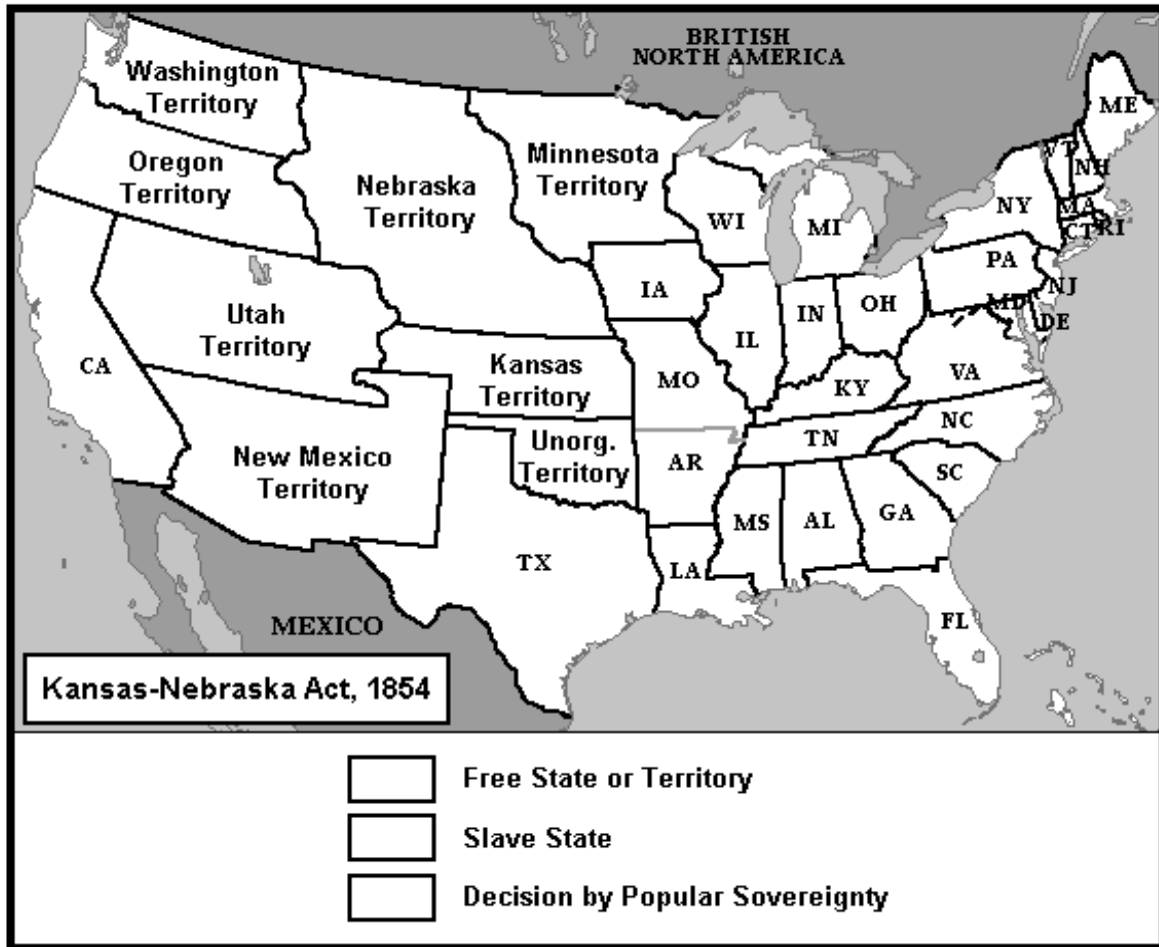 BRITISH
NORTH AMERICA
Washington
Territory
ME
Oregon
Territory
Nebraska
Territory
Minnesota
Territory
VT
NH
NY
MA
WI
MI
CT
RI
PA
IA
NJ
MD
OH
IN
DE
Utah
Territory
IL
CA
Kansas
Territory
MO
VA
KY
NC
TN
Unorg.
Territory
New Mexico
Territory
AR
SC
GA
MS
AL
TX
LA
FL
MEXICO
Kansas-Nebraska Act, 1854
Free State or Territory
Slave State
Decision by Popular Sovereignty